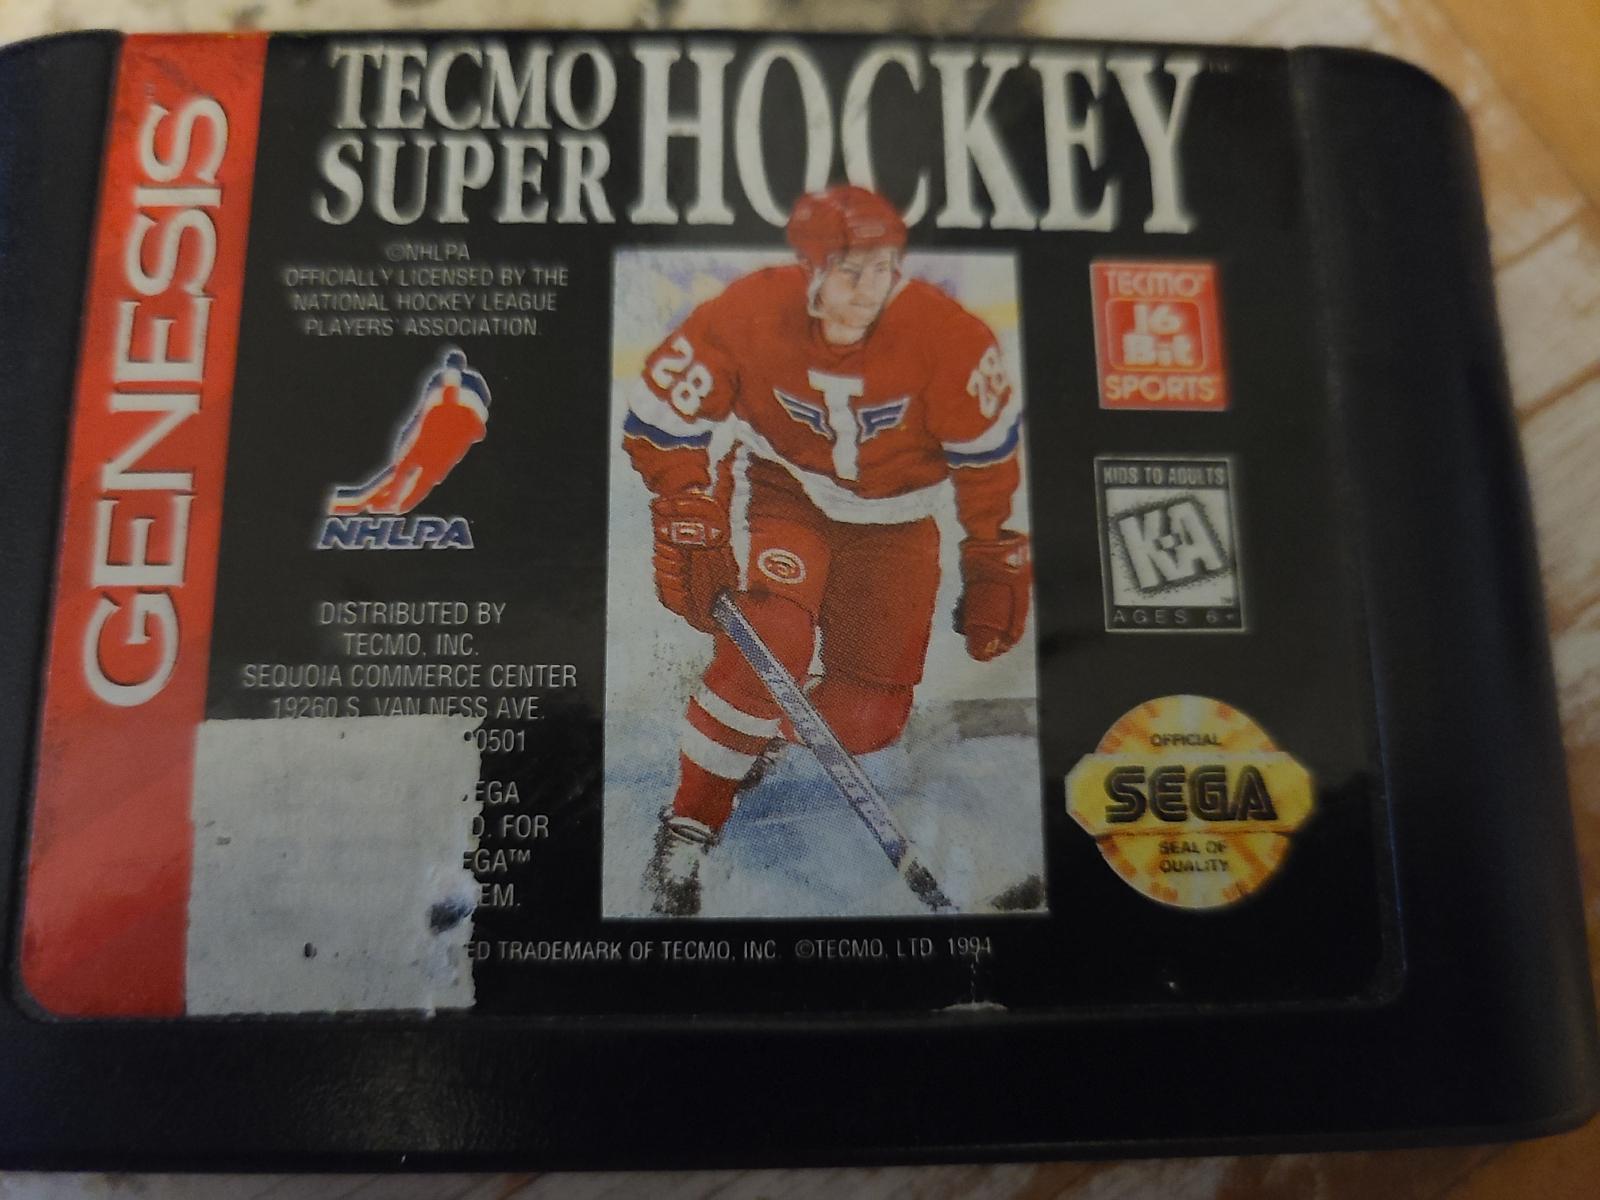 GENESIS
TECMO
SUPER
HOCKEY
©NHLPA
OFFICIALLY LICENSED BY THE
NATIONAL HOCKEY LEAGUE
PLAYERS' ASSOCIATION.
NHLPA
DISTRIBUTED BY
TECMO, INC.
SEQUOIA COMMERCE CENTER
19260 S. VAN NESS AVE.
0501
EGA
D. FOR
EGA™
EM.
ED TRADEMARK OF TECMO, INC. ©TECMO, LTD 1994
28
28
T
TECMO
16
Bit
SPORTS
KIDS TO ADULTS
K-A
AGES 6+
OFFICIAL
SEGA
SEAL OF
QUALITY